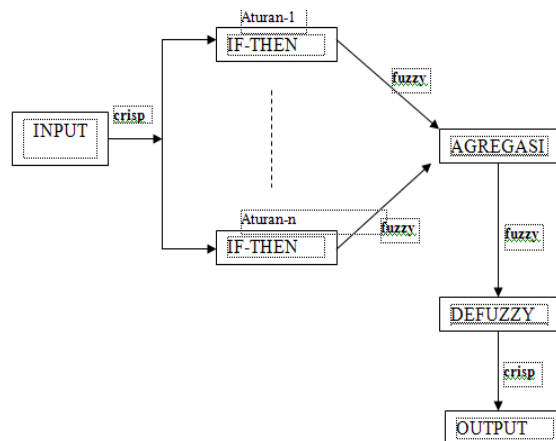 Aturan-1
IF-THEN
fuzzy
crisp
INPUT
AGREGASI
Aturan-n
fuzzy
IF-THEN
fuzzy
DEFUZZY
crisp
OUTPUT